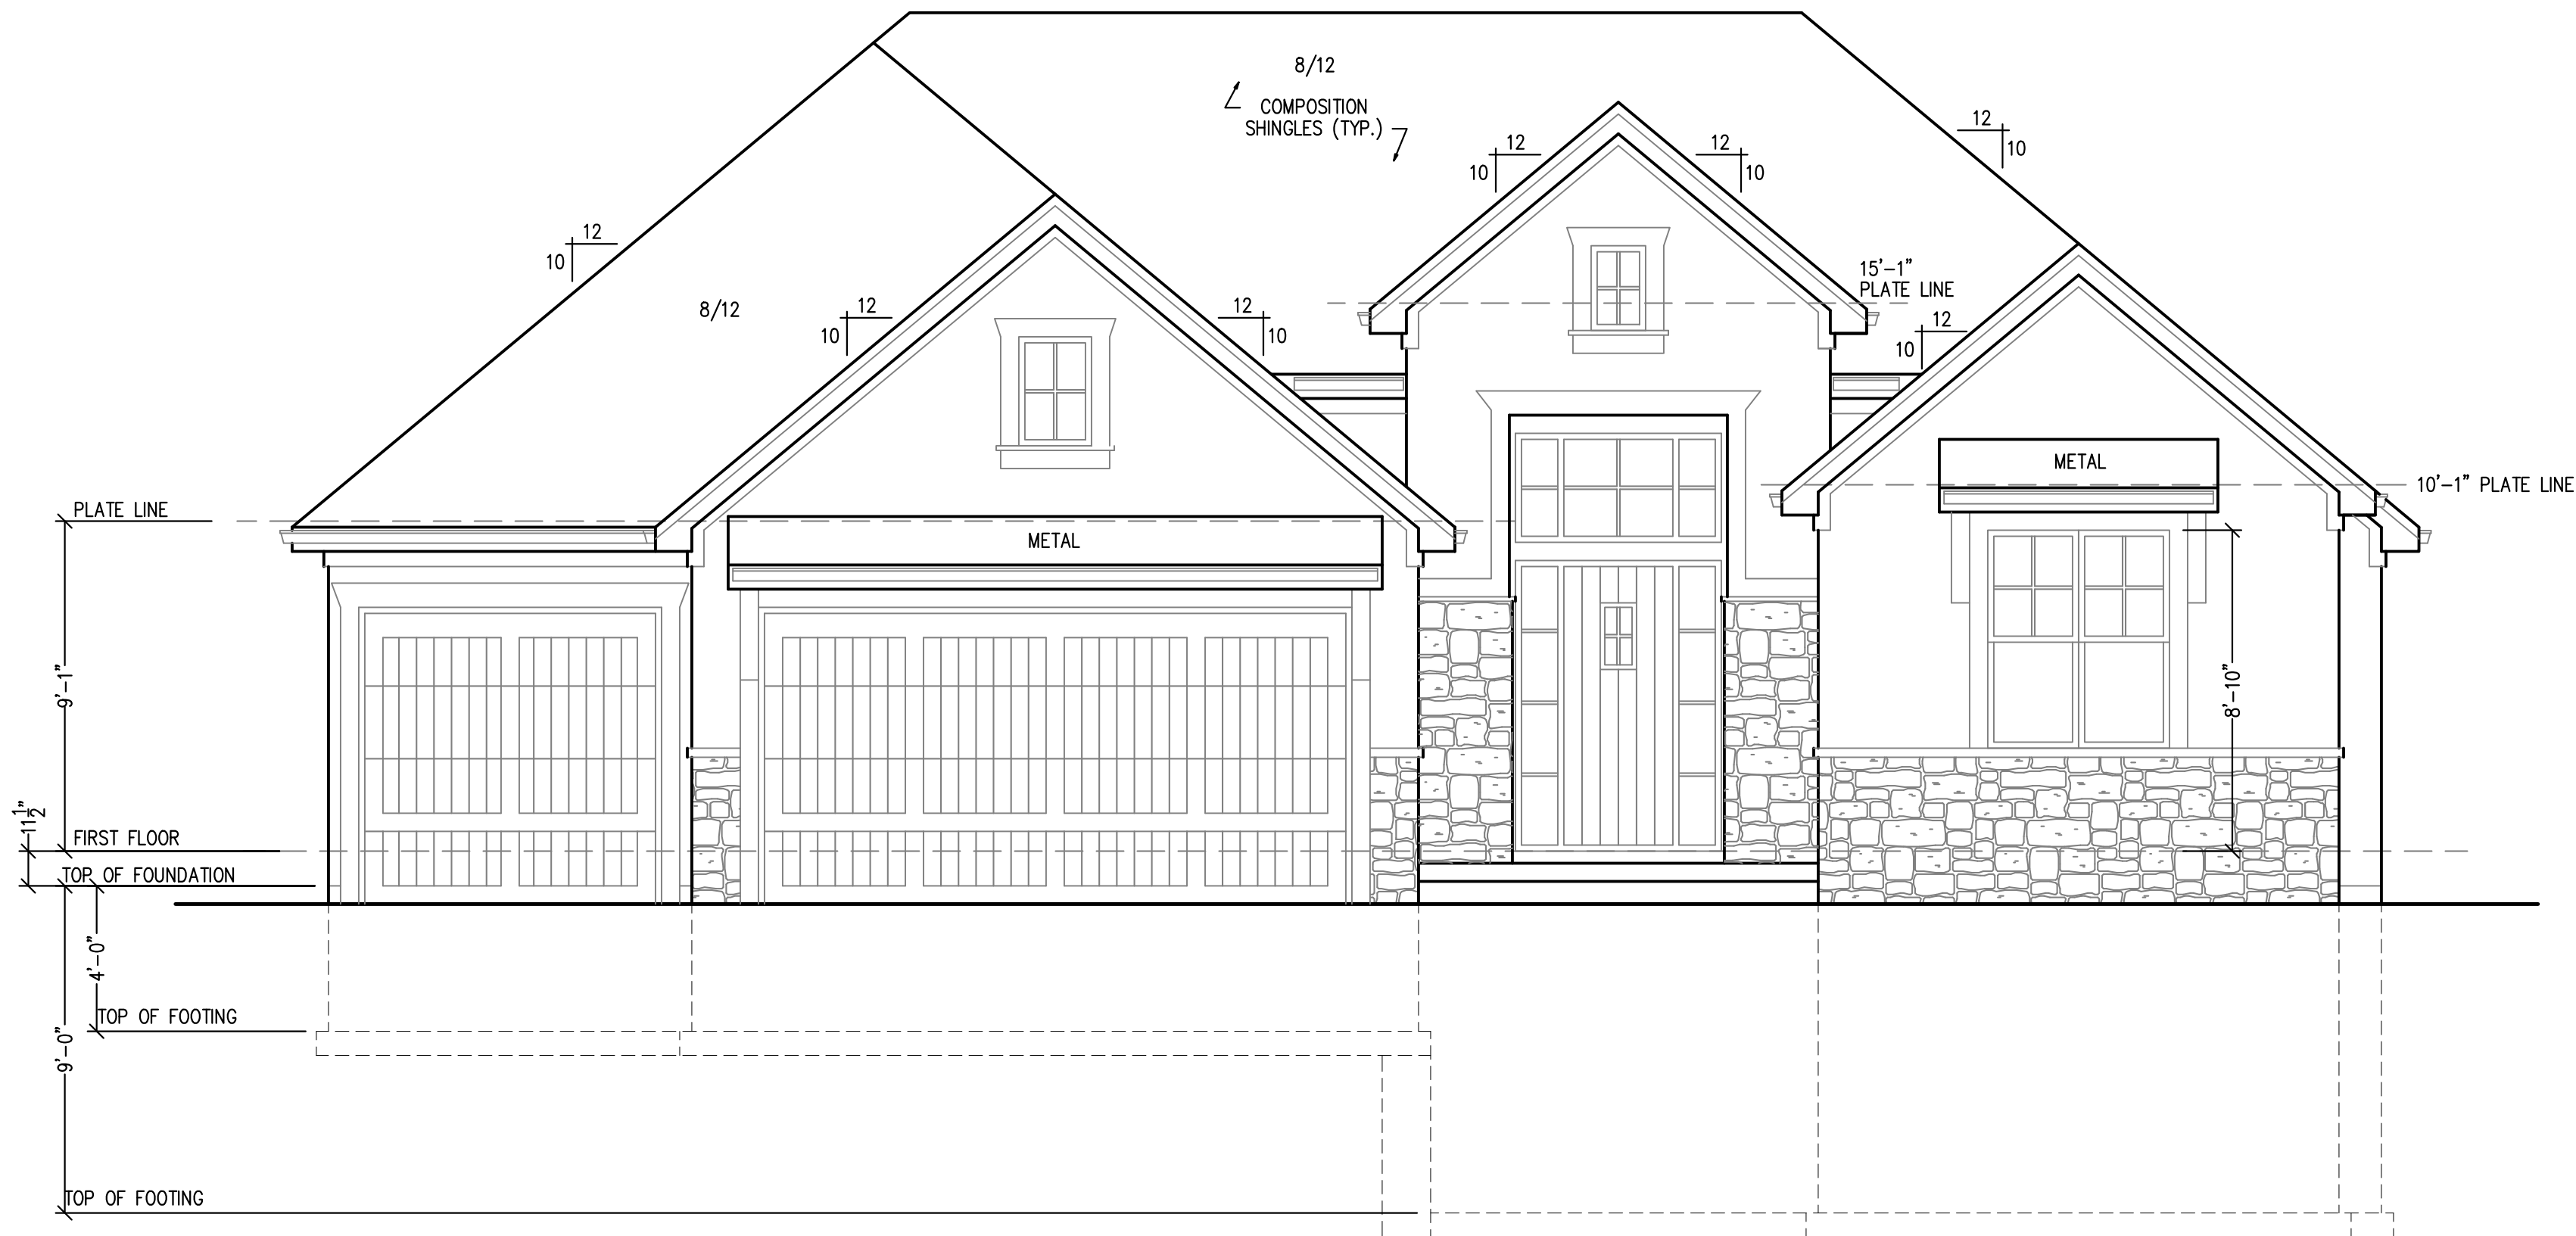 8/12
COMPOSITION
SHINGLES (TYP.)
12
10
12
10
12
10
12
10
8/12
12
10
12
10
15'-1"
PLATE LINE
12
10
METAL
10'-1" PLATE LINE
PLATE LINE
METAL
9'-1"
8'-10"
11 1/2"
FIRST FLOOR
TOP OF FOUNDATION
4'-0"
TOP OF FOOTING
9'-0"
TOP OF FOOTING